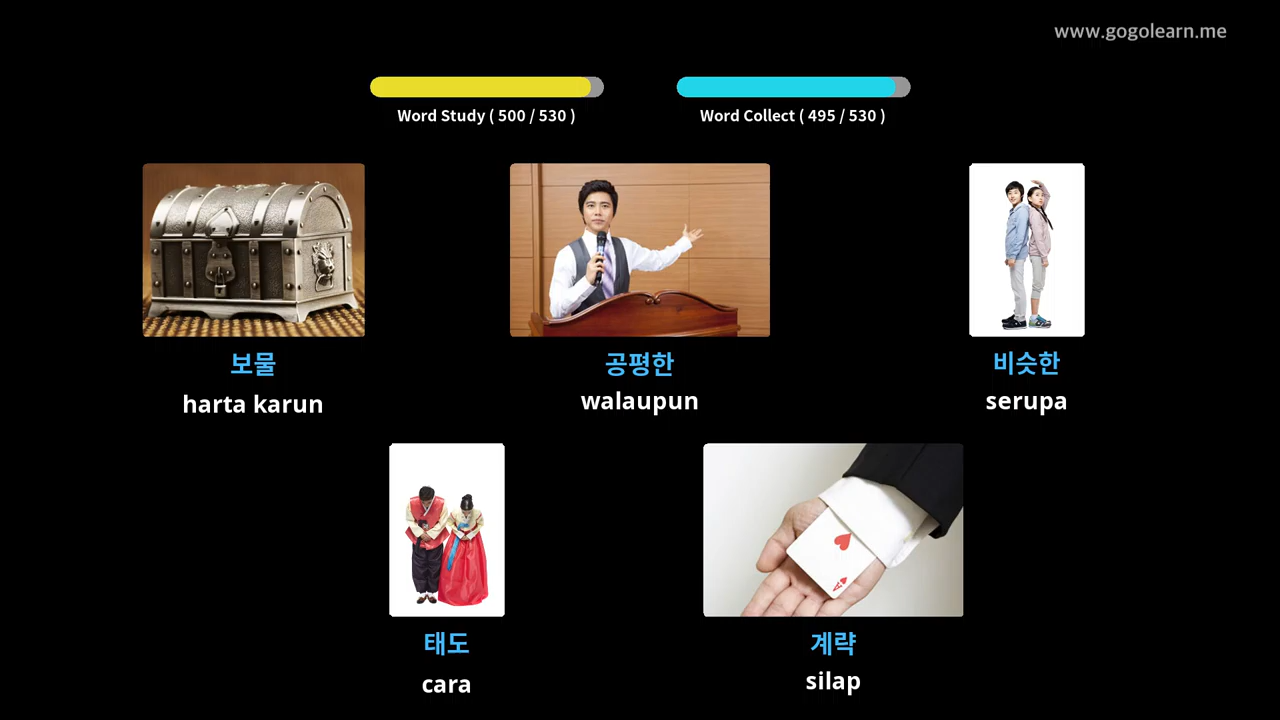 www.gogolearn.me
Word Study ( 500 / 530 )
Word Collect ( 495 / 530 )
보물
harta karun
공평한
walaupun
비슷한
serupa
태도
cara
계략
silap